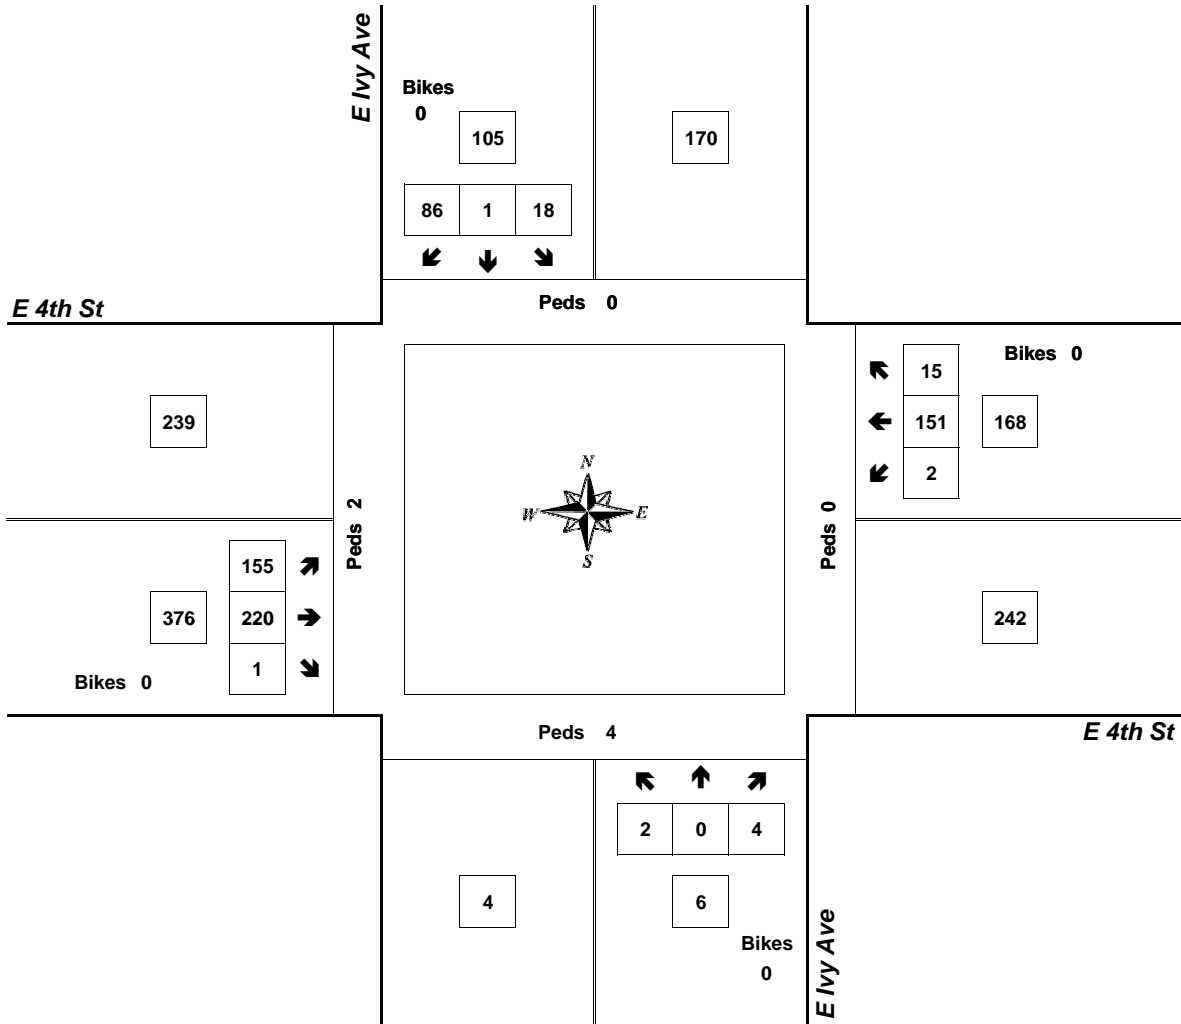 E Ivy Ave
Bikes
0
105
170
86 1 18
Peds 0
E 4th St
Bikes 0
15
239
151 168
2
N
W E
S
Peds 2
Peds 0
155
376 220
242
1
Bikes 0
Peds 4
E 4th St
2 0 4
4
6
Bikes
0
E Ivy Ave